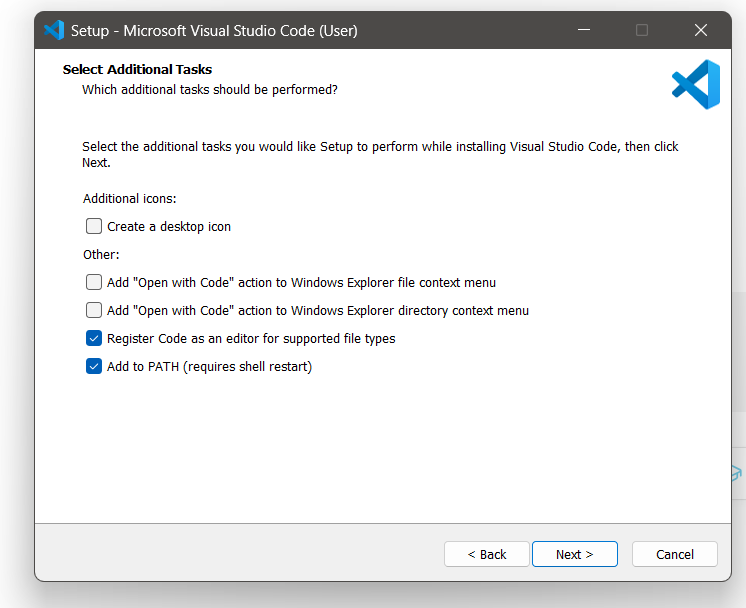 Setup - Microsoft Visual Studio Code (User)
Select Additional Tasks
Which additional tasks should be performed?
Select the additional tasks you would like Setup to perform while installing Visual Studio Code, then click
Next.
Additional icons:
Create a desktop icon
Other:
Add "Open with Code" action to Windows Explorer file context menu
Add "Open with Code" action to Windows Explorer directory context menu
Register Code as an editor for supported file types
Add to PATH (requires shell restart)
< Back Next > Cancel